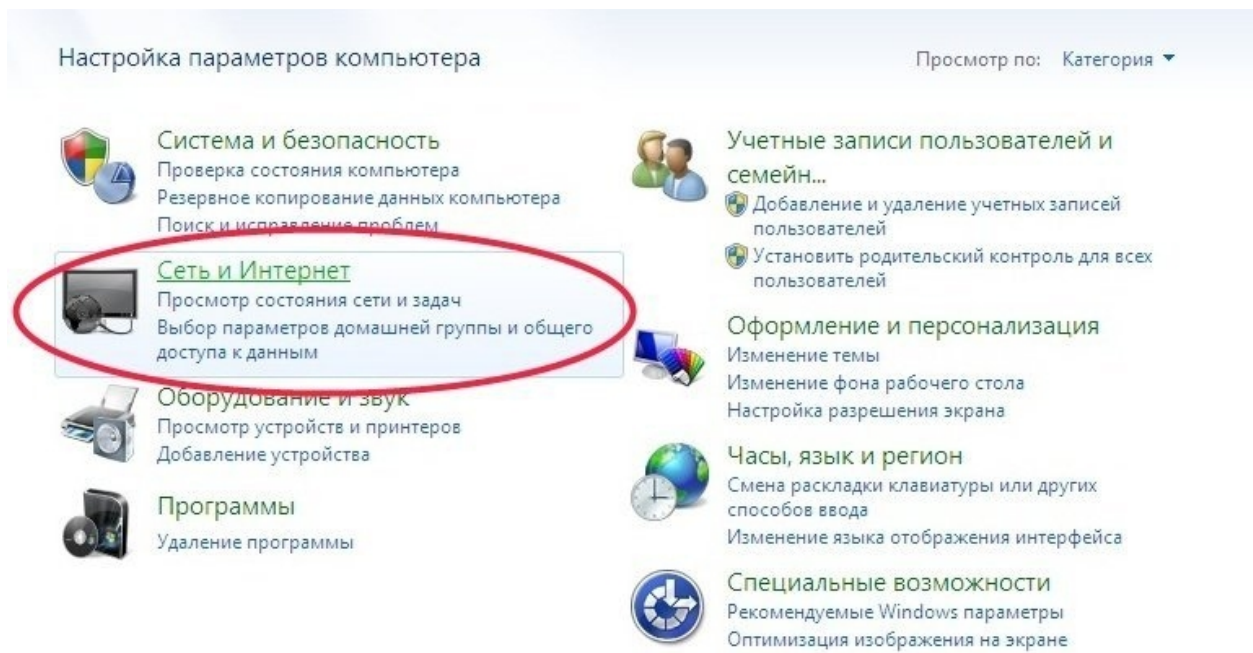 Настройка параметров компьютера
Просмотр по: Категория
Система и безопасность
Проверка состояния компьютера
Резервное копирование данных компьютера
Поиск и исправление проблем
Сеть и Интернет
Просмотр состояния сети и задач
Выбор параметров домашней группы и общего
доступа к данным
Оборудование и звук
Просмотр устройств и принтеров
Добавление устройства
Программы
Удаление программы
Учетные записи пользователей и
семейн...
Добавление и удаление учетных записей
пользователей
Установить родительский контроль для всех
пользователей
Оформление и персонализация
Изменение темы
Изменение фона рабочего стола
Настройка разрешения экрана
Часы, язык и регион
Смена раскладки клавиатуры или других
способов ввода
Изменение языка отображения интерфейса
Специальные возможности
Рекомендуемые Windows параметры
Оптимизация изображения на экране